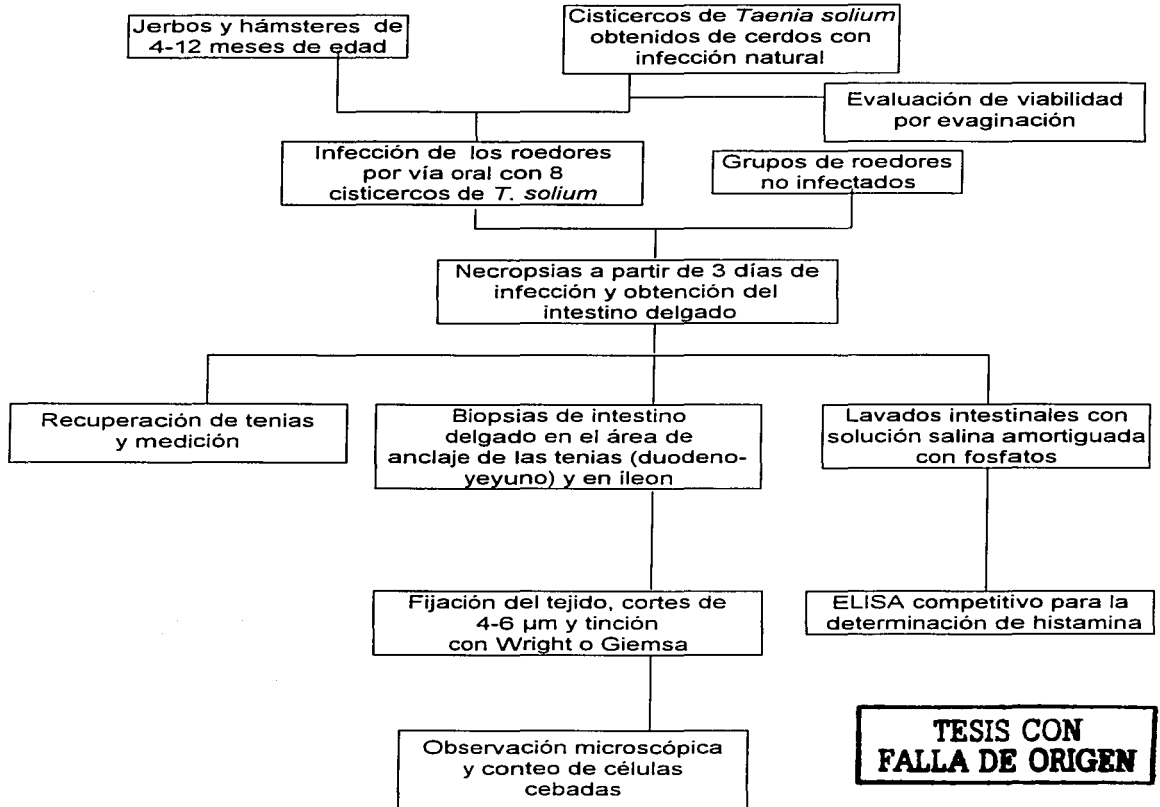 Jerbos y hámsteres de
4-12 meses de edad
Cisticercos de Taenia solium
obtenidos de cerdos con
infección natural
Evaluación de viabilidad
por evaginación
Infección de los roedores
por vía oral con 8
cisticercos de T. solium
Grupos de roedores
no infectados
Necropsias a partir de 3 días de
infección y obtención del
intestino delgado
Recuperación de tenias
y medición
Biopsias de intestino
delgado en el área de
anclaje de las tenias (duodeno-
yeyuno) y en íleon
Lavados intestinales con
solución salina amortiguada
con fosfatos
Fijación del tejido, cortes de
4-6 µm y tinción
con Wright o Giemsa
ELISA competitivo para la
determinación de histamina
Observación microscópica
y conteo de células
cebadas
TESIS CON
FALLA DE ORIGEN